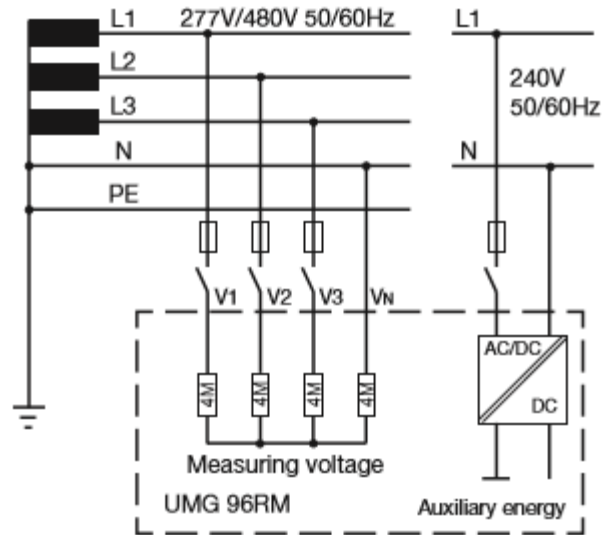 L1 277V/480V 50/60Hz
L2
L3
N
PE
L1
240V
50/60Hz
N
V1 V2 V3 VN
4M 4M 4M 4M
AC/DC
DC
Measuring voltage
UMG 96RM
Auxiliary energy